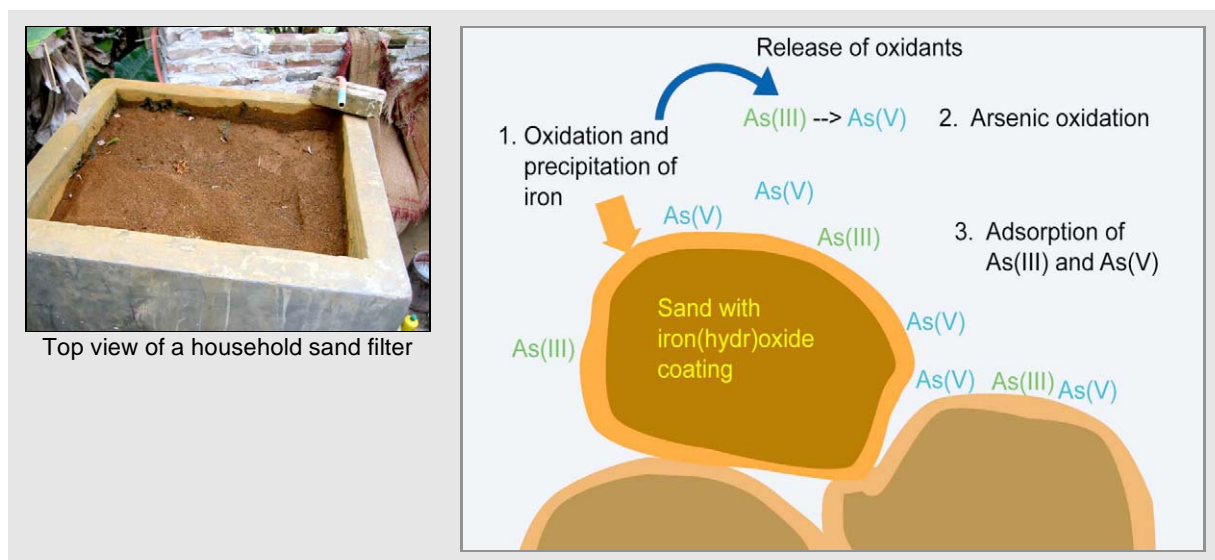 Top view of a household sand filter
Release of oxidants
As(III) --> As(V)
2. Arsenic oxidation
1. Oxidation and
precipitation of
iron
As(V)
As(V)
As(III)
3. Adsorption of
As(III) and As(V)
Sand with
iron(hydr)oxide
coating
As(III)
As(V)
As(V)
As(III)
As(V)